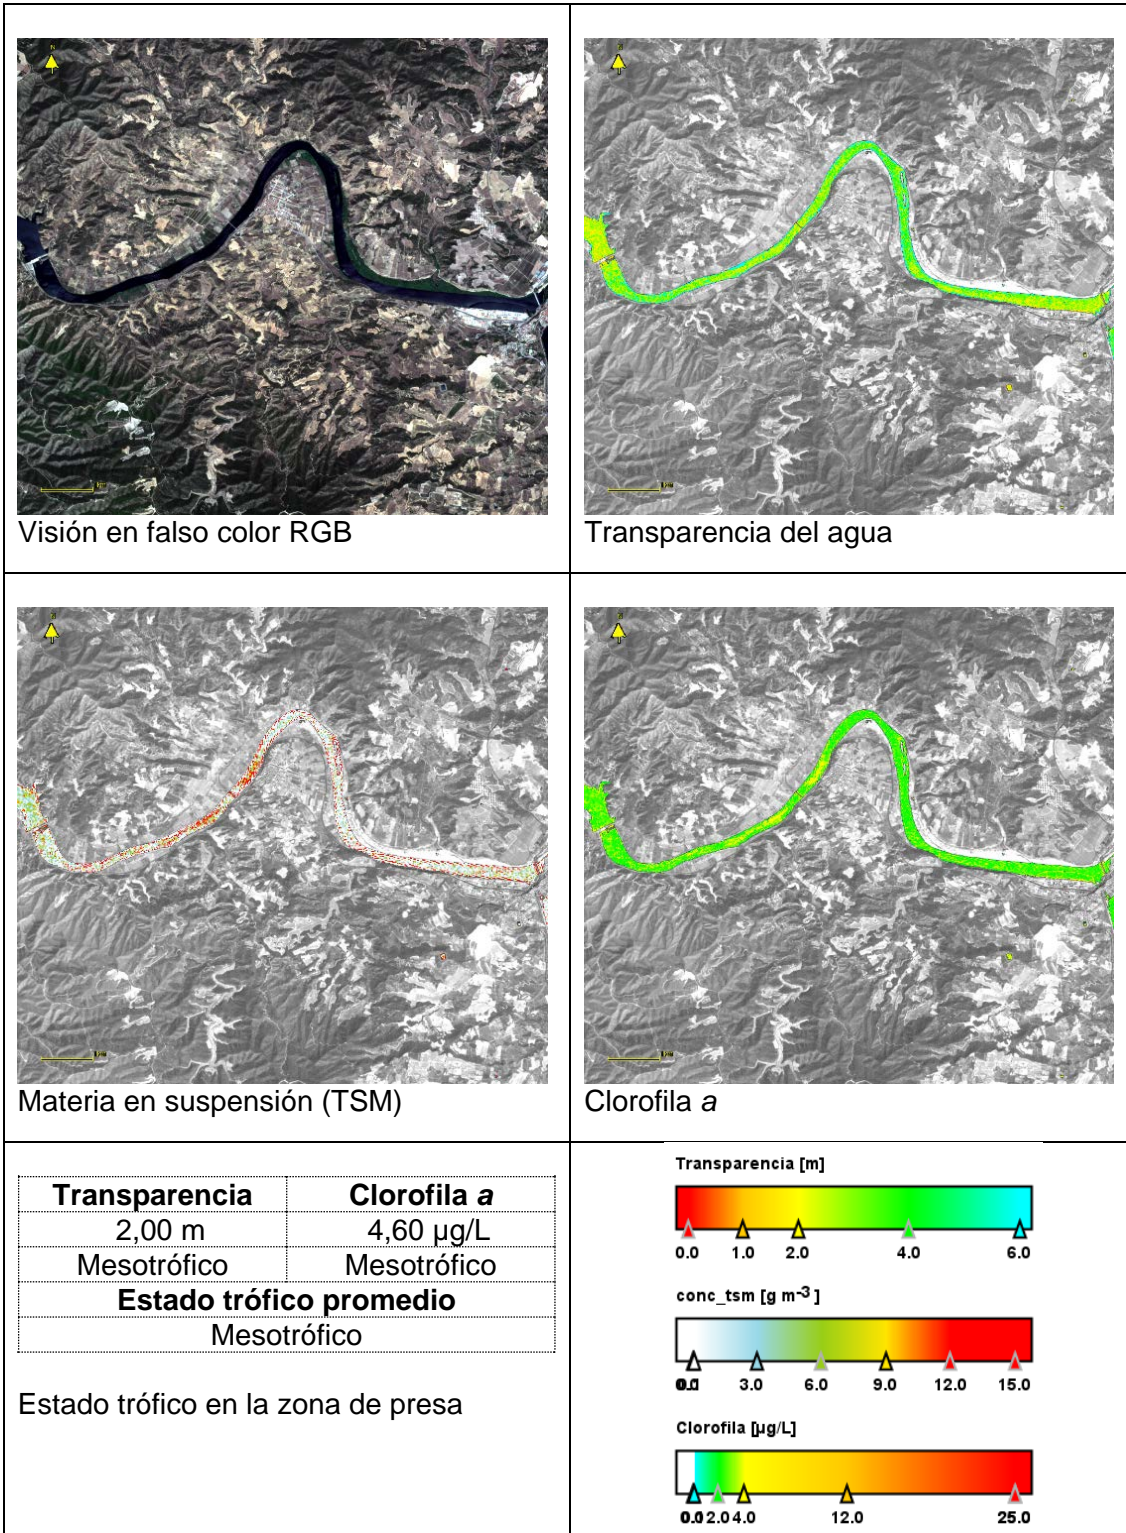 Visión en falso color RGB
Transparencia del agua
Materia en suspensión (TSM)
Clorofila a
Transparencia Clorofila a
2,00 m 4,60 µg/L
Mesotrófico Mesotrófico
Estado trófico promedio
Mesotrófico
Estado trófico en la zona de presa
Transparencia [m]
0.0 1.0 2.0 4.0 6.0
conc_tsm [g m-3]
3.0 6.0 9.0 12.0 15.0
Clorofila [µg/L]
2.0 4.0 12.0 25.0